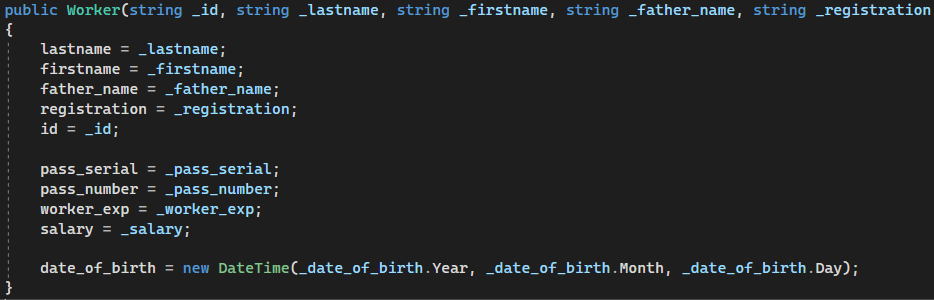 public Worker(string _id, string _lastname, string _firstname, string _father_name, string _registration
{
lastname = _lastname;
firstname = _firstname;
father_name = _father_name;
registration = _registration;
id = _id;
pass_serial = _pass_serial;
pass_number = _pass_number;
worker_exp = _worker_exp;
salary = _salary;
date_of_birth = new DateTime(_date_of_birth.Year, _date_of_birth.Month, _date_of_birth.Day);
}